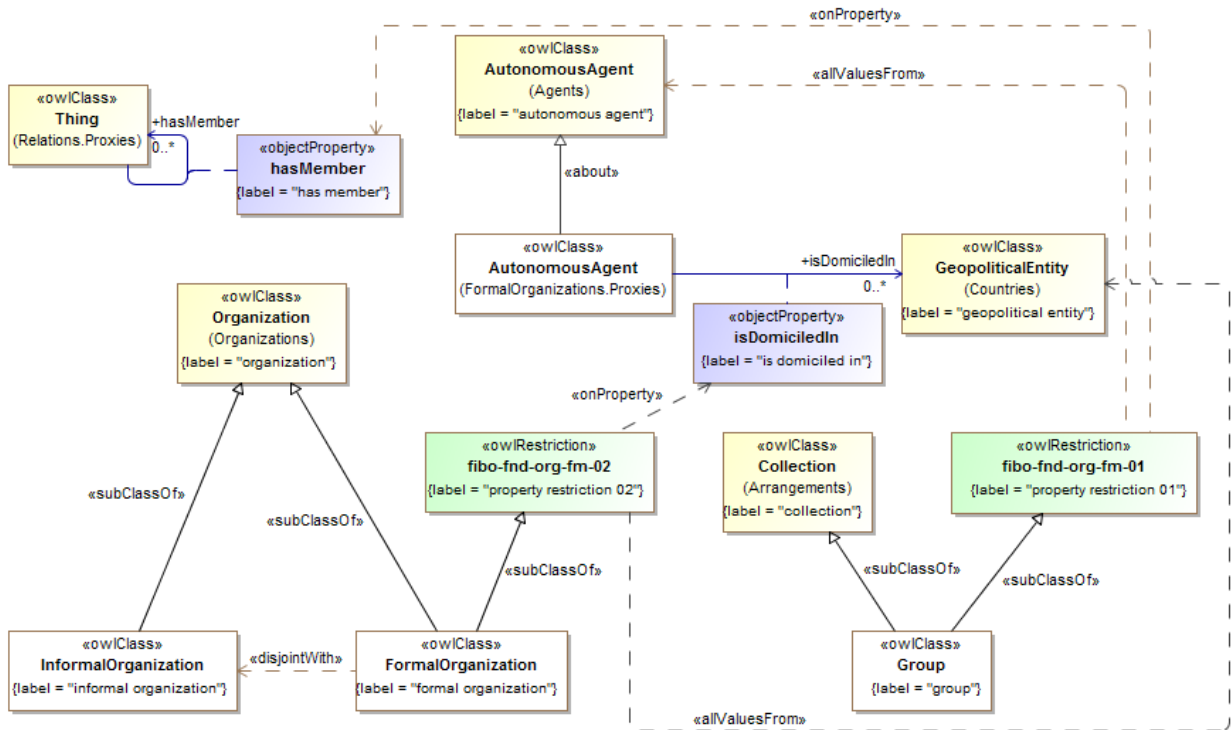 «onProperty»
«owlClass»
AutonomousAgent
(Agents)
{label = "autonomous agent"}
«allValuesFrom»
«owlClass»
Thing
(Relations.Proxies)
+hasMember
0..*
«objectProperty»
hasMember
{label = "has member"}
«about»
«owlClass»
AutonomousAgent
(FormalOrganizations.Proxies)
+isDomiciledIn
0..*
«owlClass»
GeopoliticalEntity
(Countries)
{label = "geopolitical entity"}
«owlClass»
Organization
(Organizations)
{label = "organization"}
«objectProperty»
isDomiciledIn
{label = "is domiciled in"}
«onProperty»
«owlRestriction»
fibo-fnd-org-fm-02
{label = "property restriction 02"}
«owlClass»
Collection
(Arrangements)
{label = "collection"}
«owlRestriction»
fibo-fnd-org-fm-01
{label = "property restriction 01"}
«subClassOf»
«subClassOf»
«subClassOf»
«subClassOf»
«subClassOf»
«owlClass»
InformalOrganization
{label = "informal organization"}
«disjointWith»
«owlClass»
FormalOrganization
{label = "formal organization"}
«owlClass»
Group
{label = "group"}
«allValuesFrom»